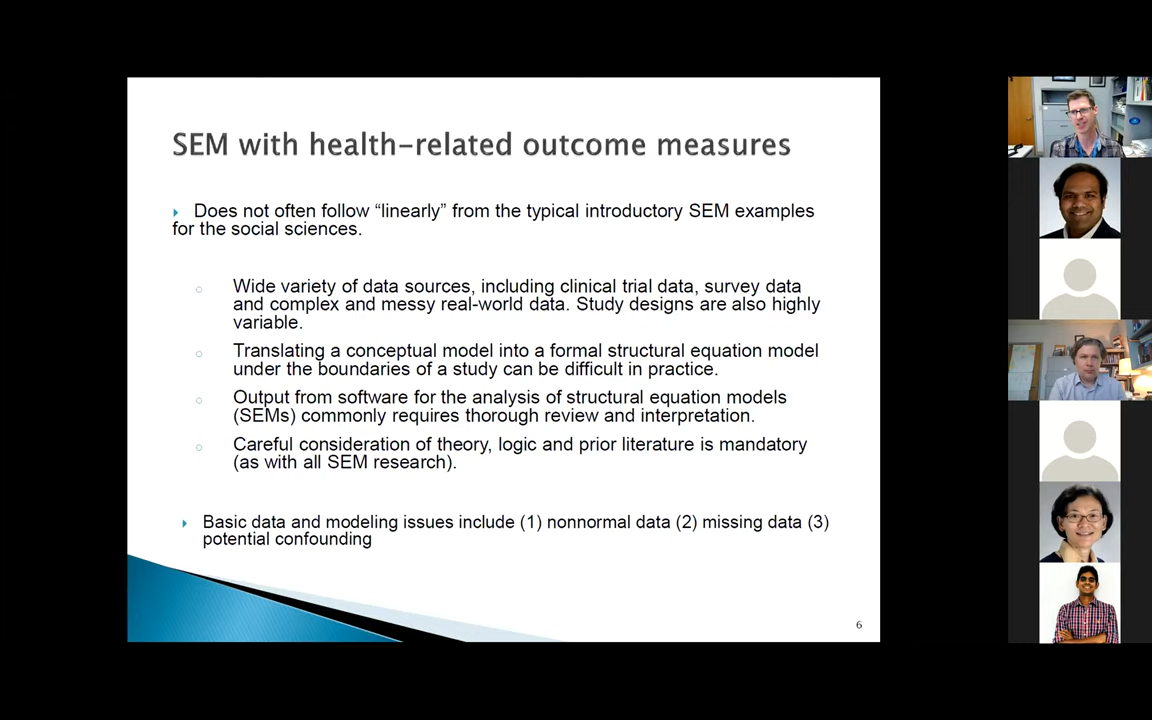 SEM with health-related outcome measures
Does not often follow “linearly” from the typical introductory SEM examples
for the social sciences.
Wide variety of data sources, including clinical trial data, survey data
and complex and messy real-world data. Study designs are also highly
variable.
Translating a conceptual model into a formal structural equation model
under the boundaries of a study can be difficult in practice.
Output from software for the analysis of structural equation models
(SEMs) commonly requires thorough review and interpretation.
Careful consideration of theory, logic and prior literature is mandatory
(as with all SEM research).
Basic data and modeling issues include (1) nonnormal data (2) missing data (3)
potential confounding
6